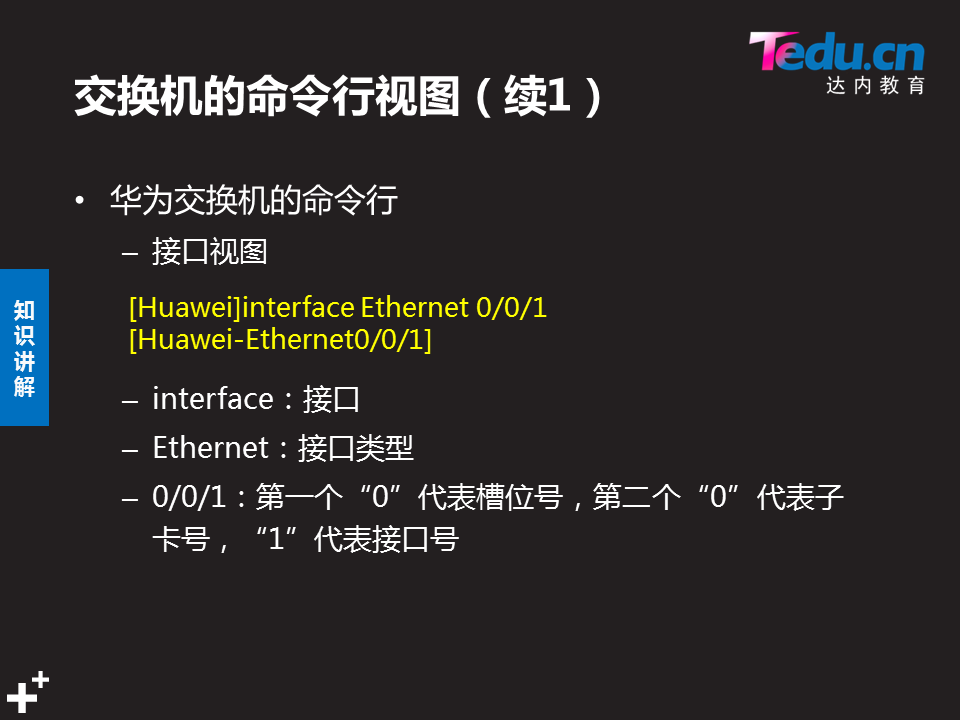 Tedu.cn
达内教育
交换机的命令行视图（续1）
• 华为交换机的命令行
– 接口视图
[Huawei]interface Ethernet 0/0/1
[Huawei-Ethernet0/0/1]
– interface：接口
– Ethernet：接口类型
– 0/0/1：第一个“0”代表槽位号，第二个“0”代表子
卡号，“1”代表接口号
知
识
讲
解